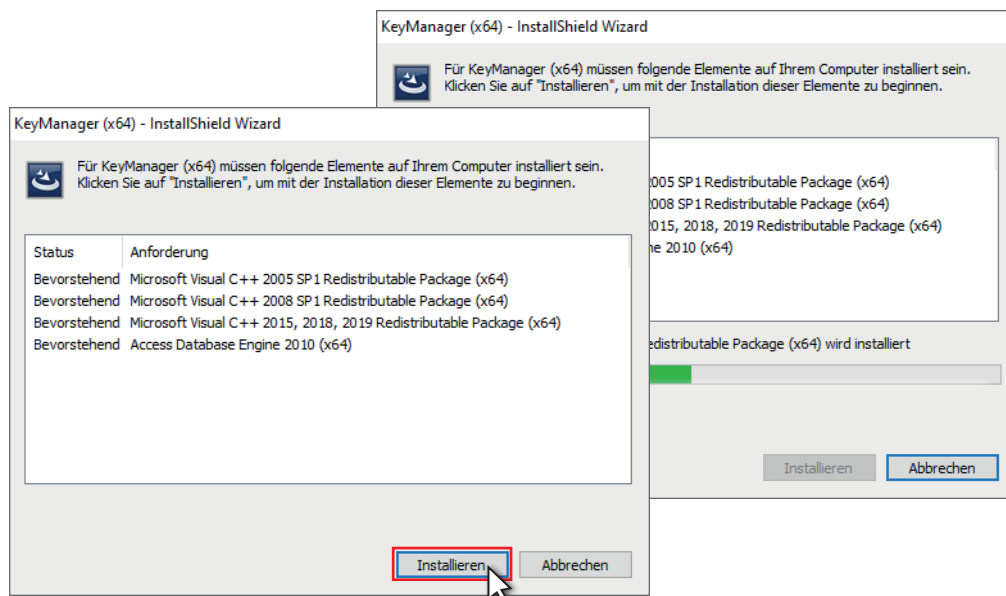 KeyManager (x64) - InstallShield Wizard
Für KeyManager (x64) müssen folgende Elemente auf Ihrem Computer installiert sein.
Klicken Sie auf "Installieren", um mit der Installation dieser Elemente zu beginnen.
2005 SP1 Redistributable Package (x64)
2008 SP1 Redistributable Package (x64)
2015, 2018, 2019 Redistributable Package (x64)
2010 (x64)
Package (x64) wird installiert
Installieren
Abbrechen
KeyManager (x64) - InstallShield Wizard
Für KeyManager (x64) müssen folgende Elemente auf Ihrem Computer installiert sein.
Klicken Sie auf "Installieren", um mit der Installation dieser Elemente zu beginnen.
Status Anforderung
Bevorstehend Microsoft Visual C++ 2005 SP1 Redistributable Package (x64)
Bevorstehend Microsoft Visual C++ 2008 SP1 Redistributable Package (x64)
Bevorstehend Microsoft Visual C++ 2015, 2018, 2019 Redistributable Package (x64)
Bevorstehend Access Database Engine 2010 (x64)
Installieren
Abbrechen